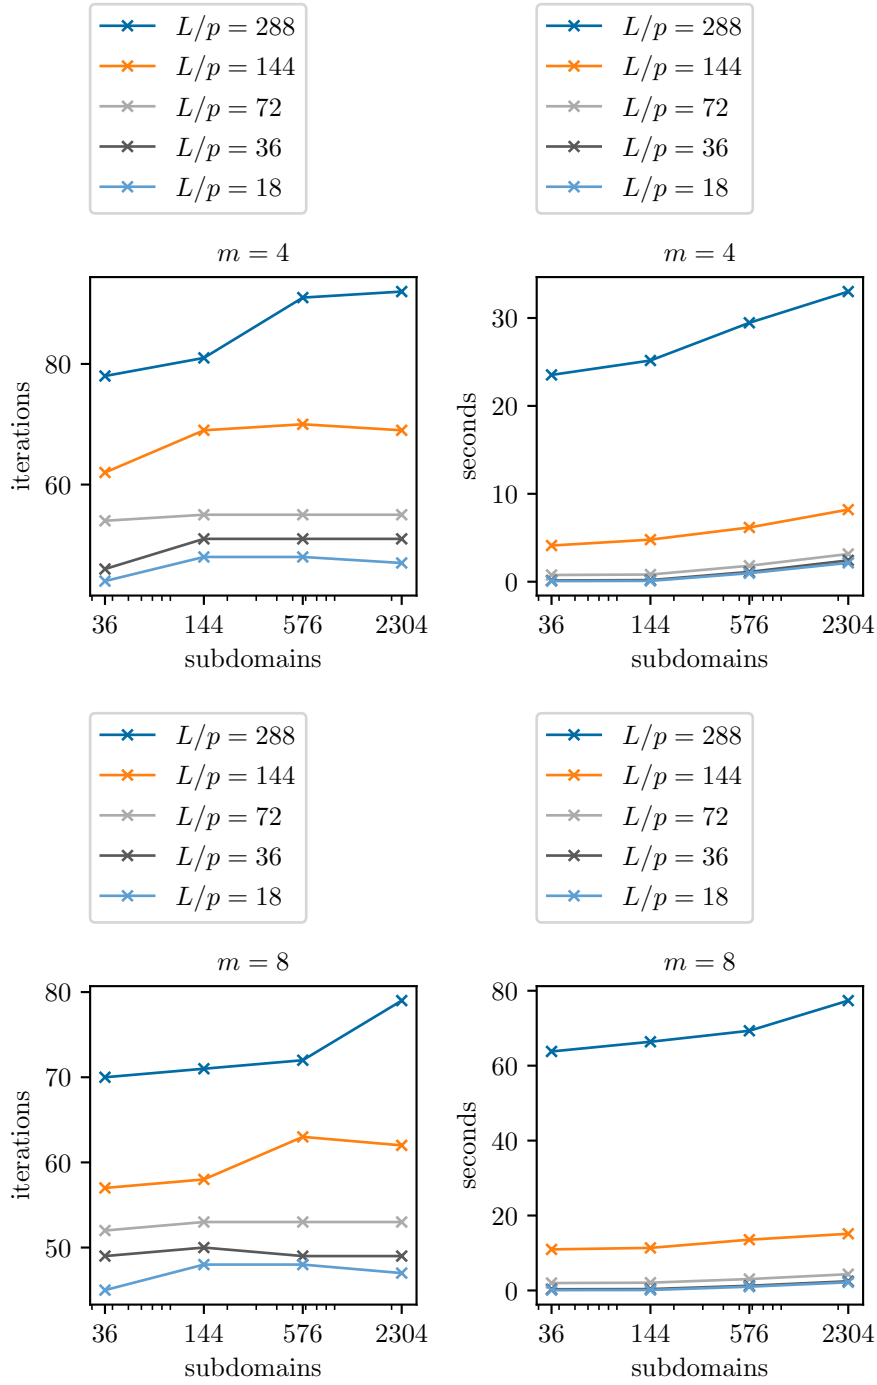 L/p = 288
L/p = 144
L/p = 72
L/p = 36
L/p = 18
m = 4
80
60
iterations
36 144 576 2304
subdomains
L/p = 288
L/p = 144
L/p = 72
L/p = 36
L/p = 18
m = 4
30
20
10
0
seconds
36 144 576 2304
subdomains
L/p = 288
L/p = 144
L/p = 72
L/p = 36
L/p = 18
m = 8
80
70
60
50
iterations
36 144 576 2304
subdomains
L/p = 288
L/p = 144
L/p = 72
L/p = 36
L/p = 18
m = 8
80
60
40
20
0
seconds
36 144 576 2304
subdomains